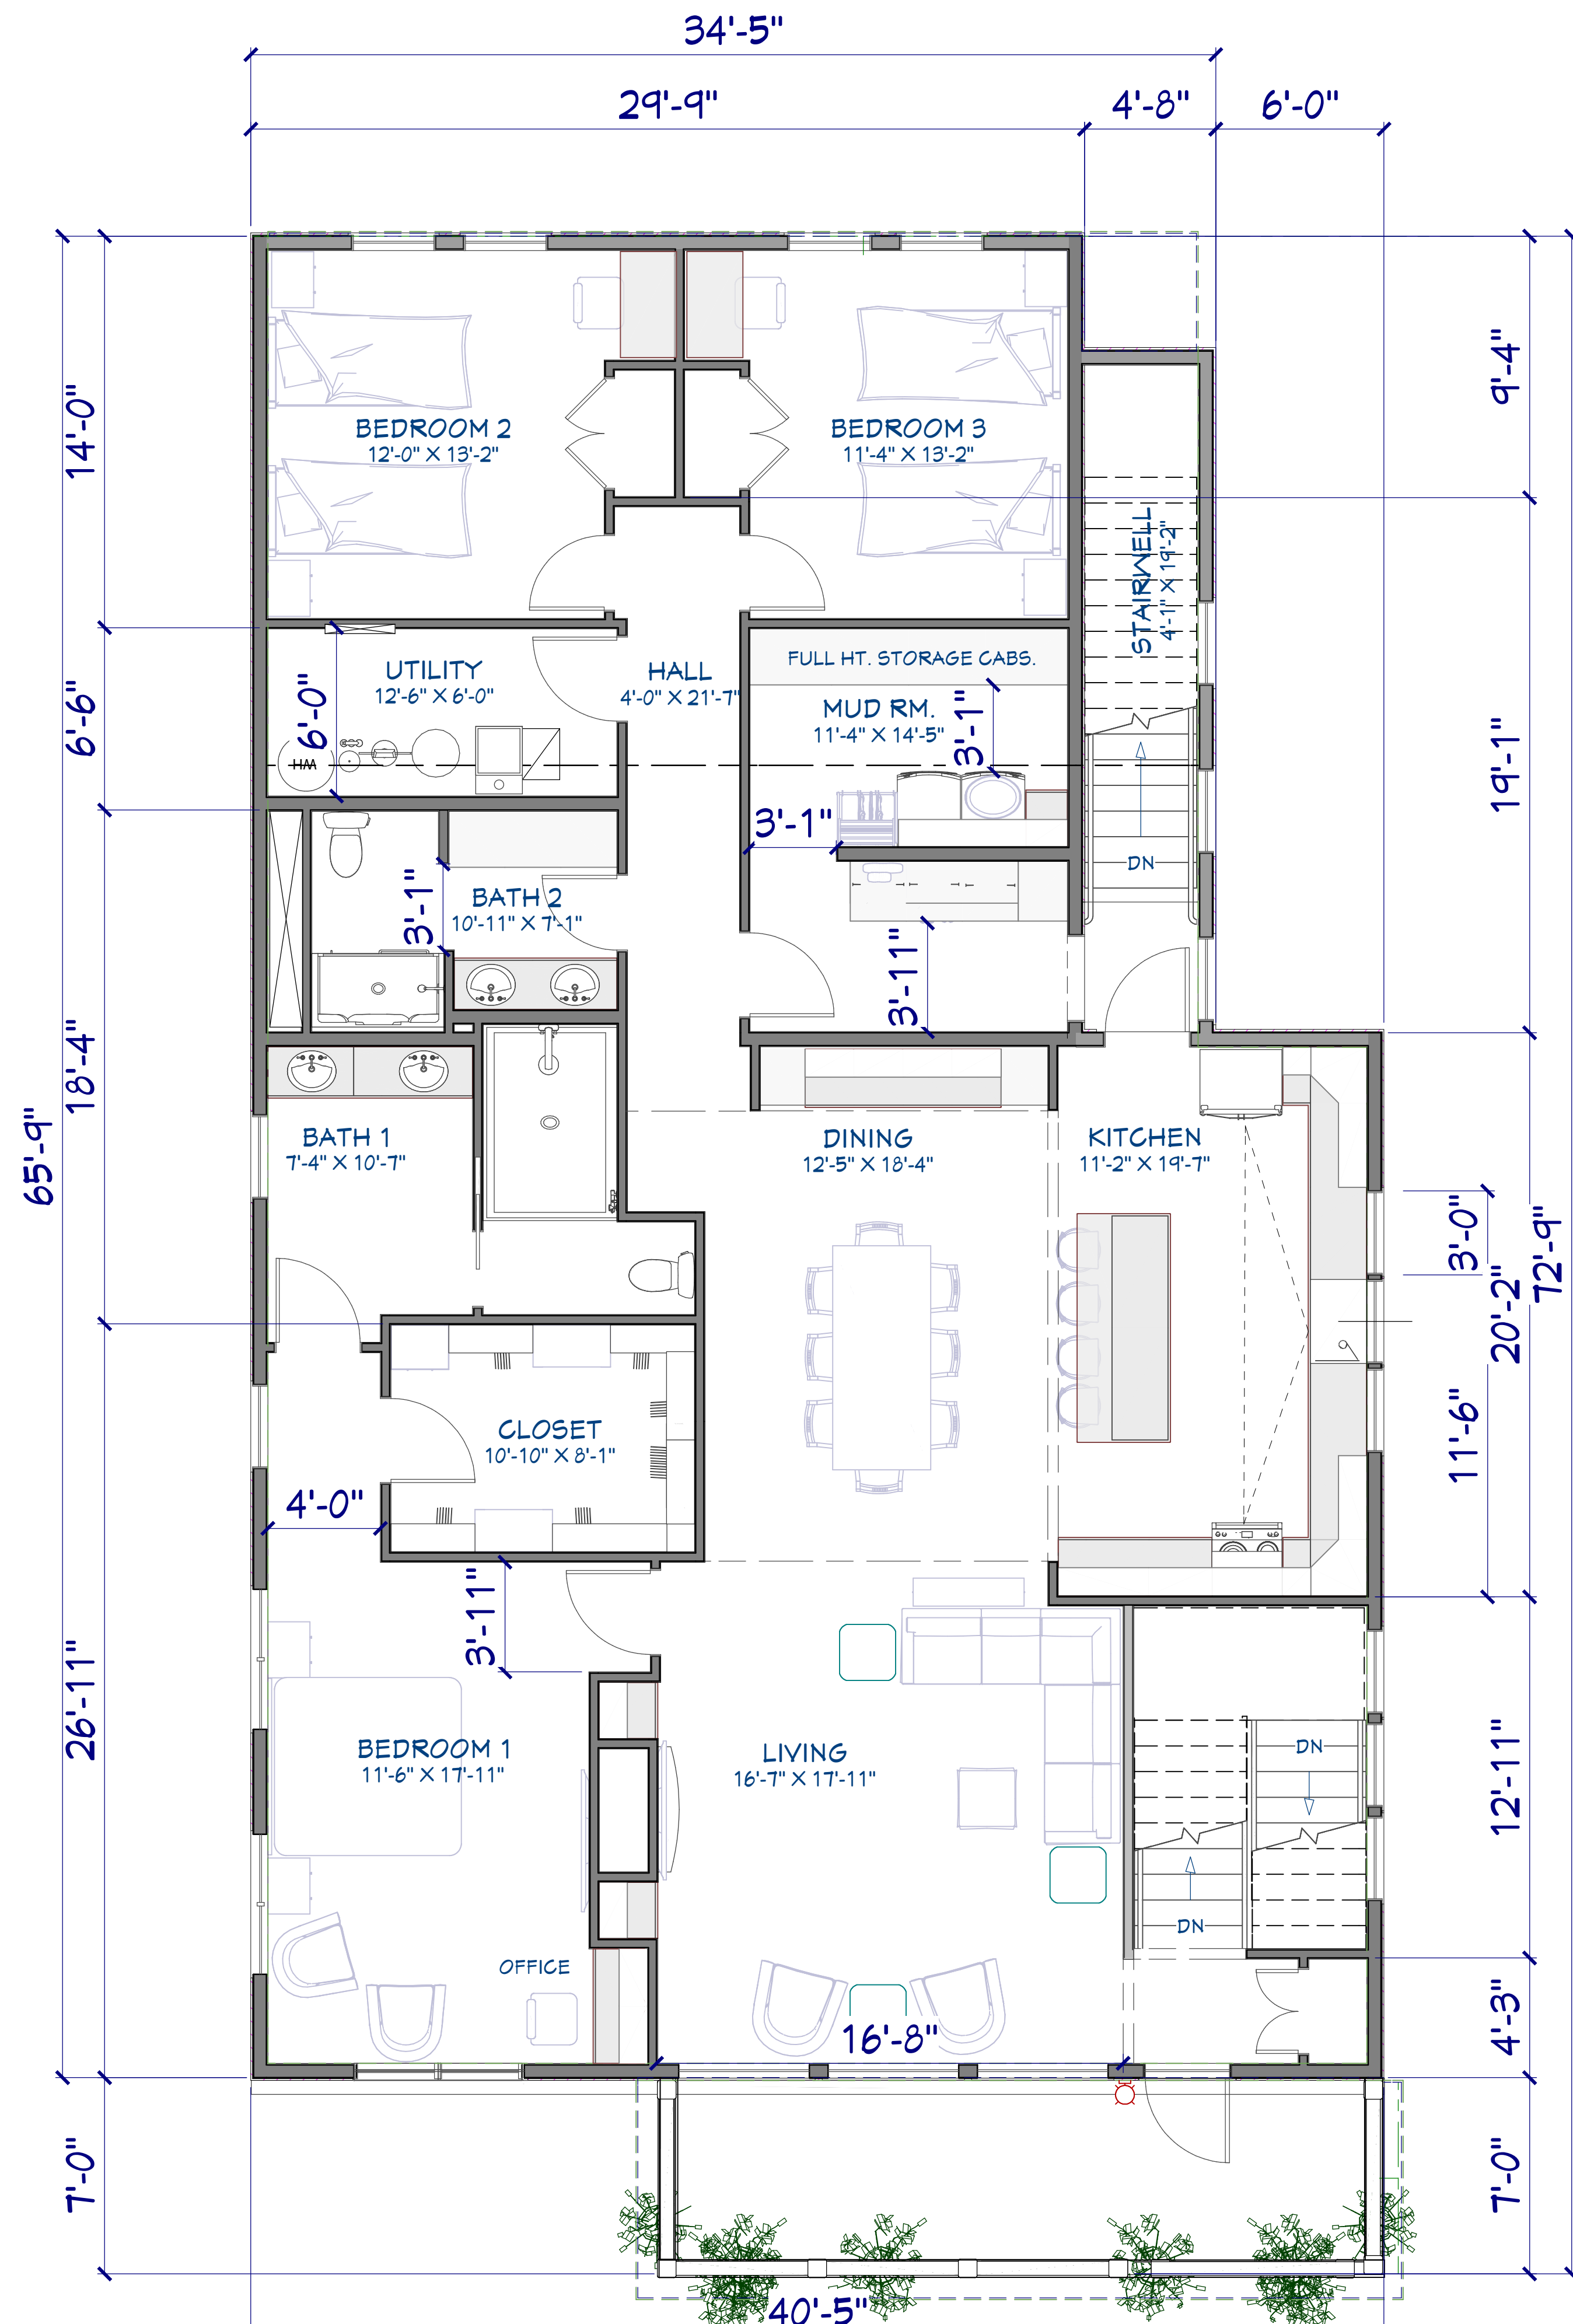 34'-5"
29'-9"
4'-8"
6'-0"
14'-0"
9'-4"
BEDROOM 2
12'-0" X 13'-2"
BEDROOM 3
11'-4" X 13'-2"
STAIRWELL
4'-1" X 19'-2"
6'-6"
UTILITY
12'-6" X 6'-0"
6'-0"
HW
HALL
4'-0" X 21'-7"
FULL HT. STORAGE CABS.
MUD RM.
11'-4" X 14'-5"
3'-1"
3'-1"
19'-1"
DN
BATH 2
10'-11" X 7'-1"
3'-1"
3'-11"
18'-4"
65'-9"
BATH 1
7'-4" X 10'-7"
DINING
12'-5" X 18'-4"
KITCHEN
11'-2" X 19'-7"
3'-0"
20'-2"
72'-9"
11'-6"
CLOSET
10'-10" X 8'-1"
4'-0"
3'-11"
26'-11"
BEDROOM 1
11'-6" X 17'-11"
LIVING
16'-7" X 17'-11"
DN
DN
12'-11"
OFFICE
16'-8"
4'-3"
7'-0"
7'-0"
40'-5"